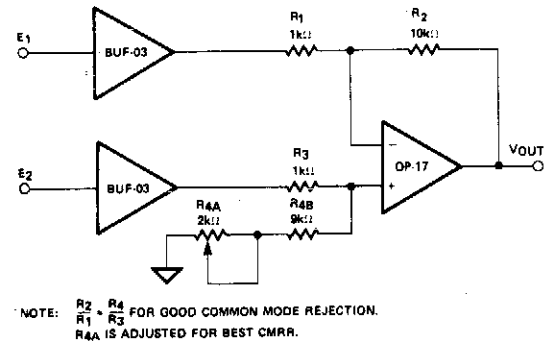 E1
BUF-03
R1
1kΩ
R2
10kΩ
E2
BUF-03
R3
1kΩ
R4A
2kΩ
R4B
9kΩ
−
+
OP-17
VOUT
NOTE: R2/R1 = R4/R3 FOR GOOD COMMON MODE REJECTION.
R4A IS ADJUSTED FOR BEST CMRR.